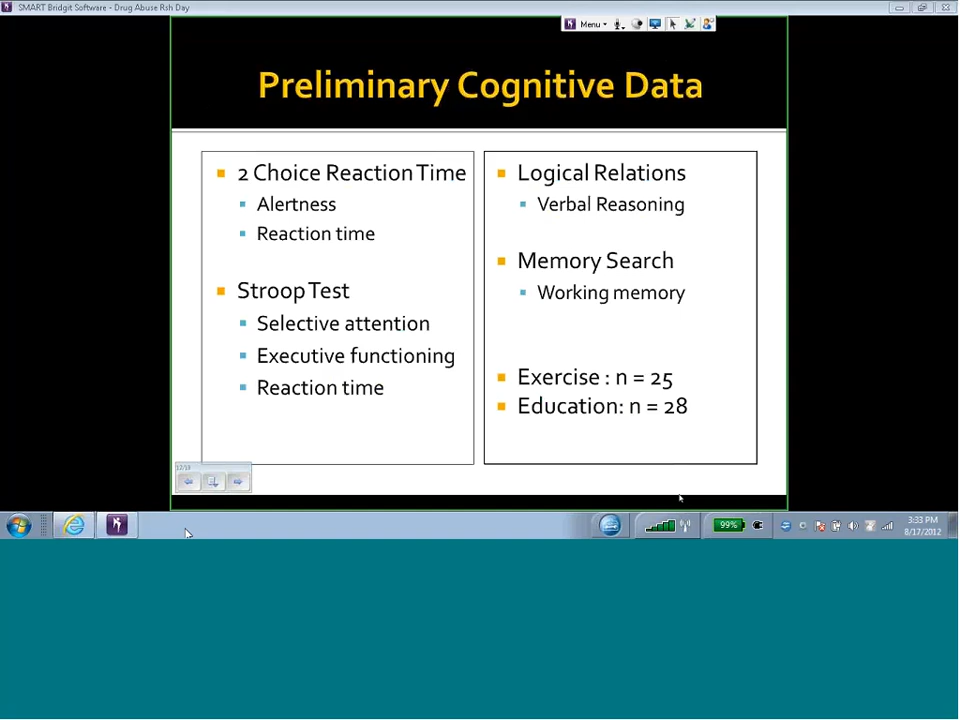 SMART Bridgit Software - Drug Abuse Rsh Day
Menu
Preliminary Cognitive Data
2 Choice Reaction Time
Alertness
Reaction time
Stroop Test
Selective attention
Executive functioning
Reaction time
Logical Relations
Verbal Reasoning
Memory Search
Working memory
Exercise : n = 25
Education: n = 28
99%
3:33 PM
8/17/2012